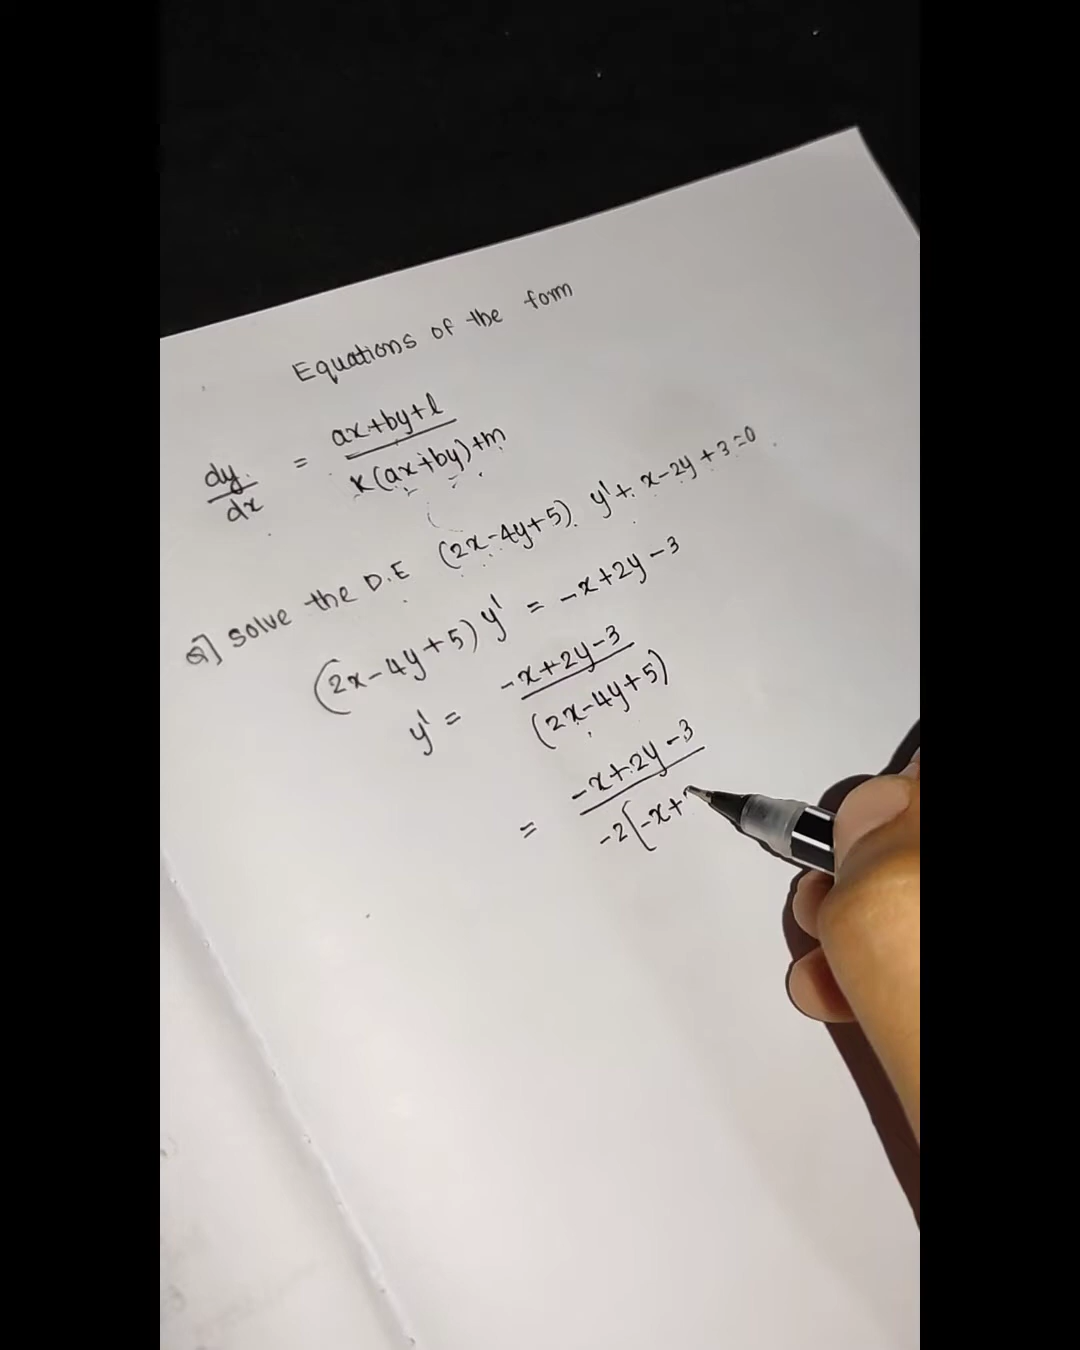 Equations of the form
dy/dx = ax+by+l / k(ax+by)+m
Q] Solve the D.E (2x-4y+5) y' + x-2y+3=0
(2x-4y+5) y' = -x+2y-3
y' = -x+2y-3 / (2x-4y+5)
= -x+2y-3 / -2[-x+